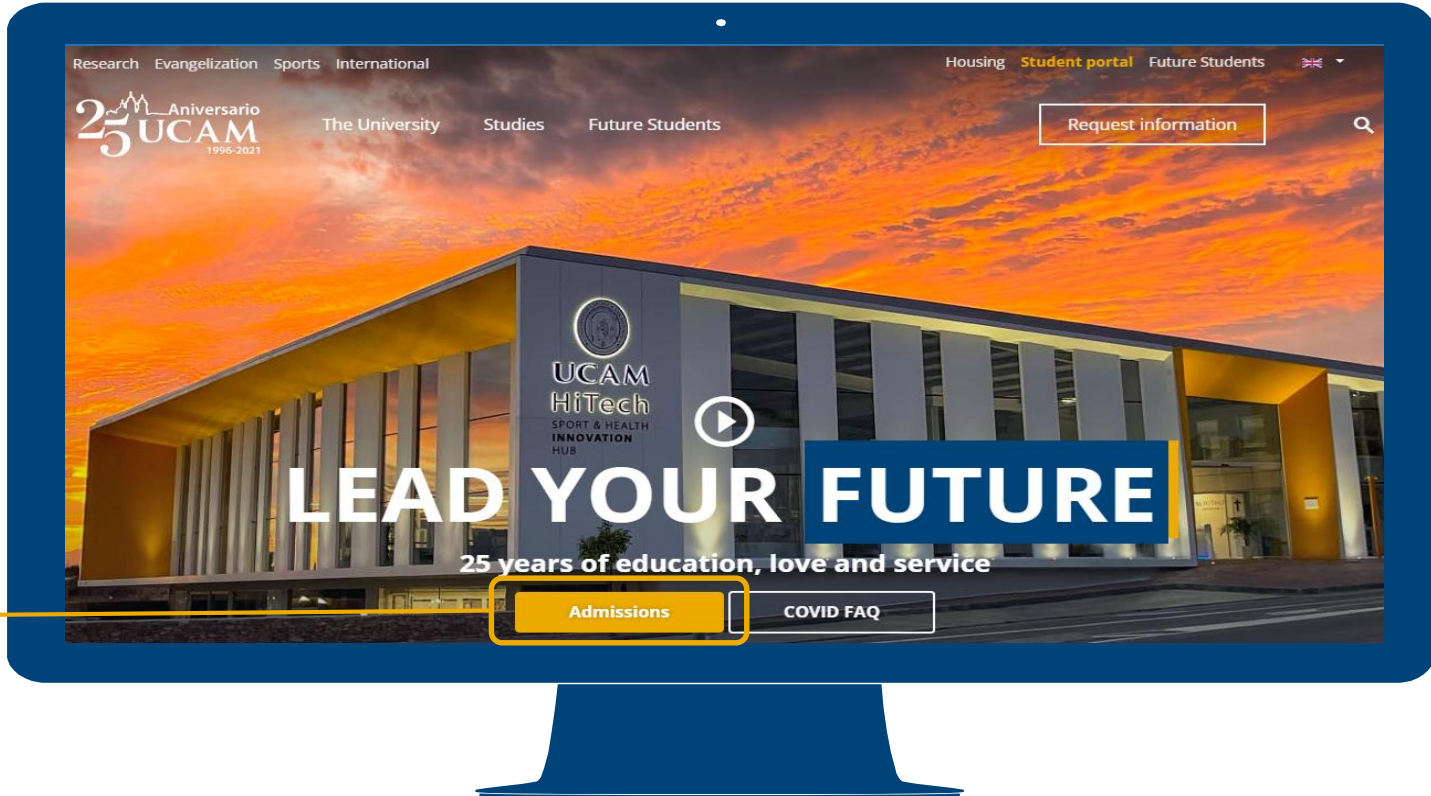 Research Evangelization Sports International
Housing Student portal Future Students
25 Aniversario
UCAM
1996-2021
The University Studies Future Students
Request information
UCAM
HiTech
SPORT & HEALTH
INNOVATION
HUB
LEAD YOUR FUTURE
25 years of education, love and service
Admissions
COVID FAQ